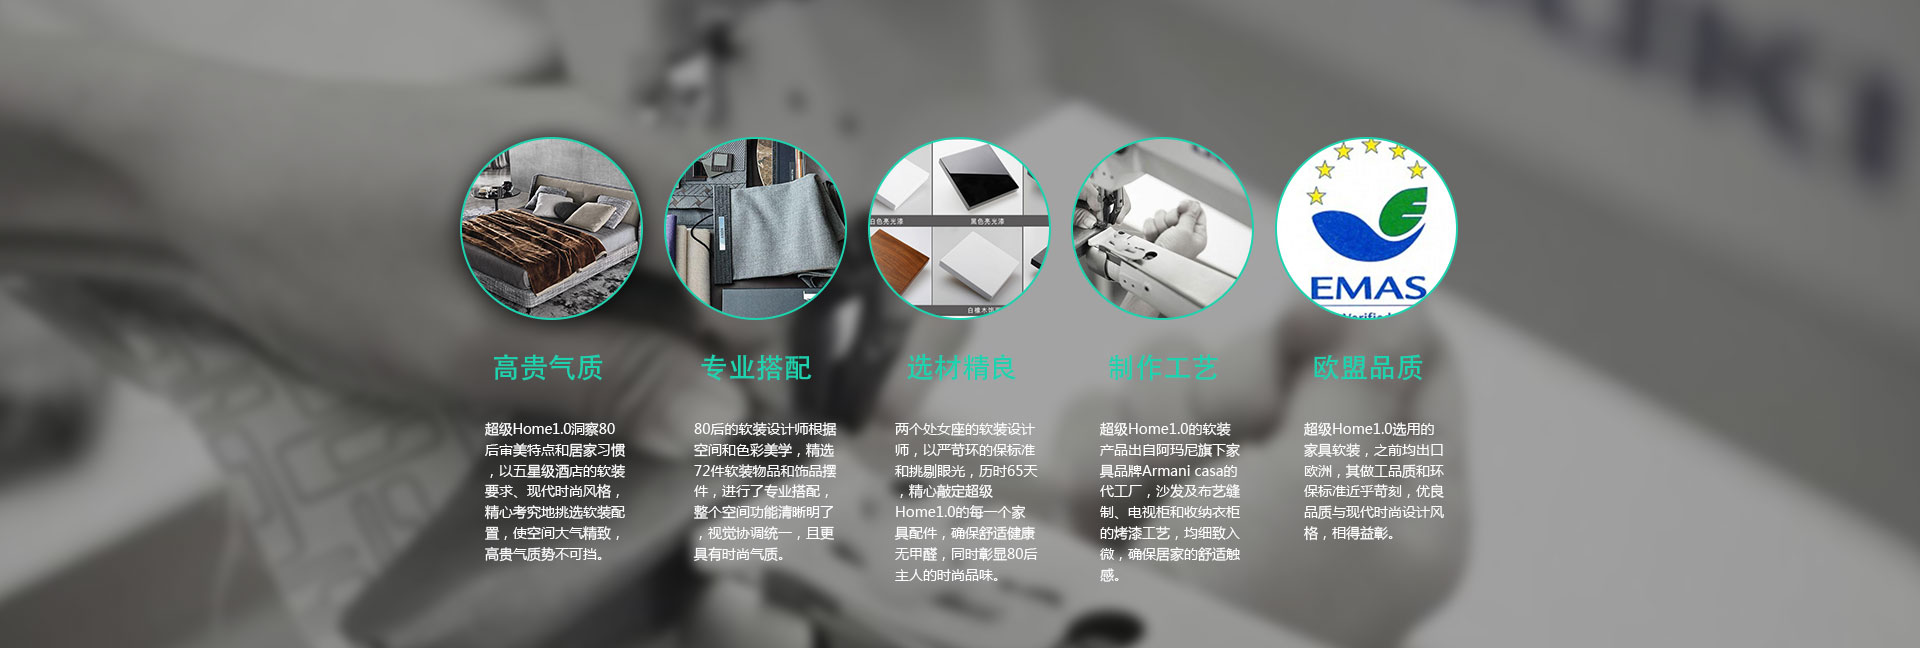 白色亮光漆
黑色亮光漆
EMAS
高贵气质
超级Home1.0洞察80
后审美特点和居家习惯
，以五星级酒店的软装
要求、现代时尚风格，
精心考究地挑选软装配
置，使空间大气精致，
高贵气质势不可挡。
专业搭配
80后的软装设计师根据
空间和色彩美学，精选
72件软装物品和饰品摆
件，进行了专业搭配，
整个空间功能清晰明了
，视觉协调统一，且更
具有时尚气质。
选材精良
两个处女座的软装设计
师，以严苛环的保标准
和挑剔眼光，历时65天
，精心敲定超级
Home1.0的每一个家
具配件，确保舒适健康
无甲醛，同时彰显80后
主人的时尚品味。
制作工艺
超级Home1.0的软装
产品出自阿玛尼旗下家
具品牌Armani casa的
代工厂，沙发及布艺缝
制、电视柜和收纳衣柜
的烤漆工艺，均细致入
微，确保居家的舒适触
感。
欧盟品质
超级Home1.0选用的
家具软装，之前均出口
欧洲，其做工品质和环
保标准近乎苛刻，优良
品质与现代时尚设计风
格，相得益彰。